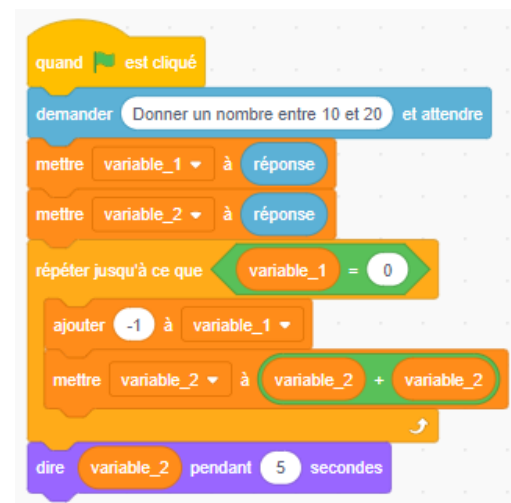 quand est cliqué
demander Donner un nombre entre 10 et 20 et attendre
mettre variable_1 à réponse
mettre variable_2 à réponse
répéter jusqu'à ce que variable_1 = 0
ajouter -1 à variable_1
mettre variable_2 à variable_2 + variable_2
dire variable_2 pendant 5 secondes